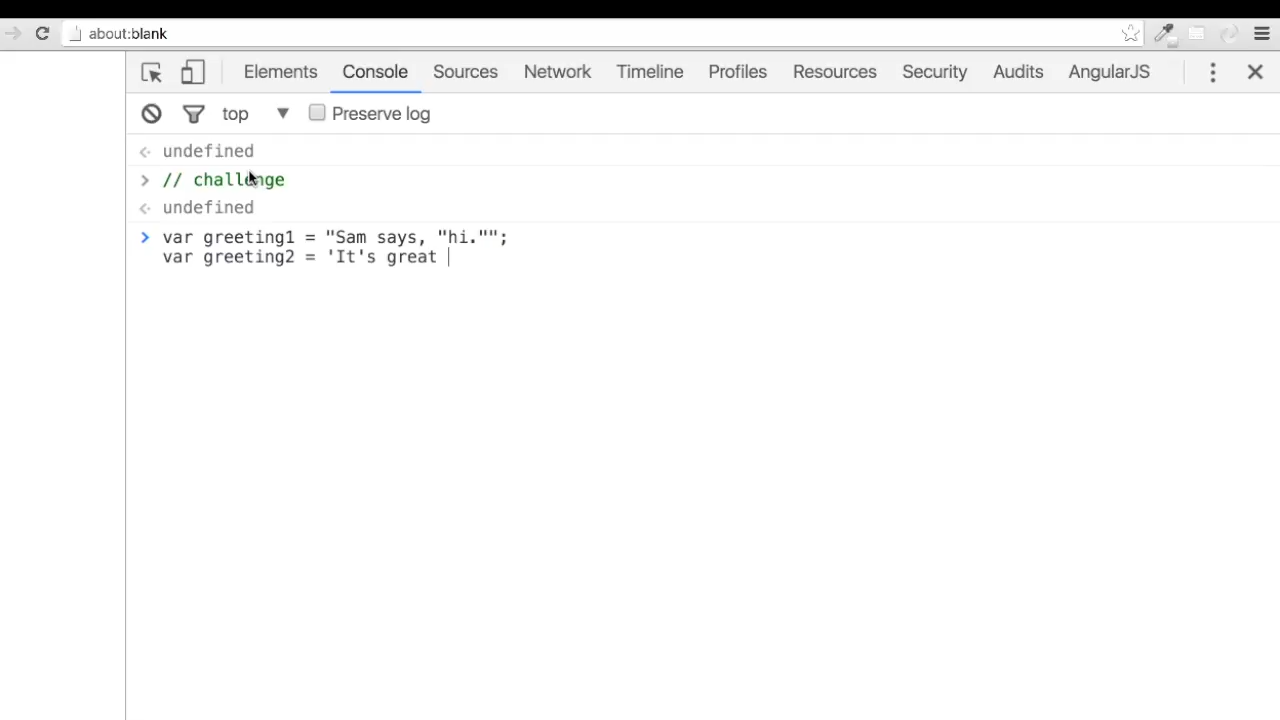 about:blank
Elements Console Sources Network Timeline Profiles Resources Security Audits AngularJS
top Preserve log
undefined
// challenge
undefined
var greeting1 = "Sam says, "hi."";
var greeting2 = 'It's great